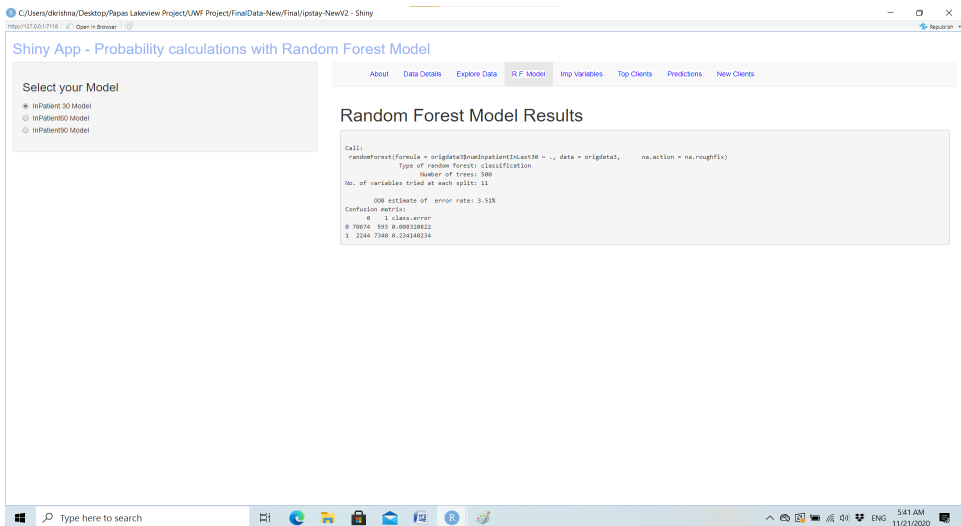 C:/Users/dkrishna/Desktop/Papas Lakeview Project/UWF Project/FinalData-New/Final/ipstay-NewV2 - Shiny
http://127.0.0.1:7116 Open in Browser Republish
Shiny App - Probability calculations with Random Forest Model
Select your Model
InPatient 30 Model
InPatient60 Model
InPatient90 Model
About Data Details Explore Data R.F. Model Imp Variables Top Clients Predictions New Clients
Random Forest Model Results
Call:
randomForest(formula = origdata3$numInpatientInLast30 ~ ., data = origdata3, na.action = na.roughfix)
Type of random forest: classification
Number of trees: 500
No. of variables tried at each split: 11
OOB estimate of error rate: 3.51%
Confusion matrix:
0 1 class.error
0 70674 593 0.008320822
1 2244 7340 0.234140234
Type here to search
ENG
5:41 AM
11/21/2020